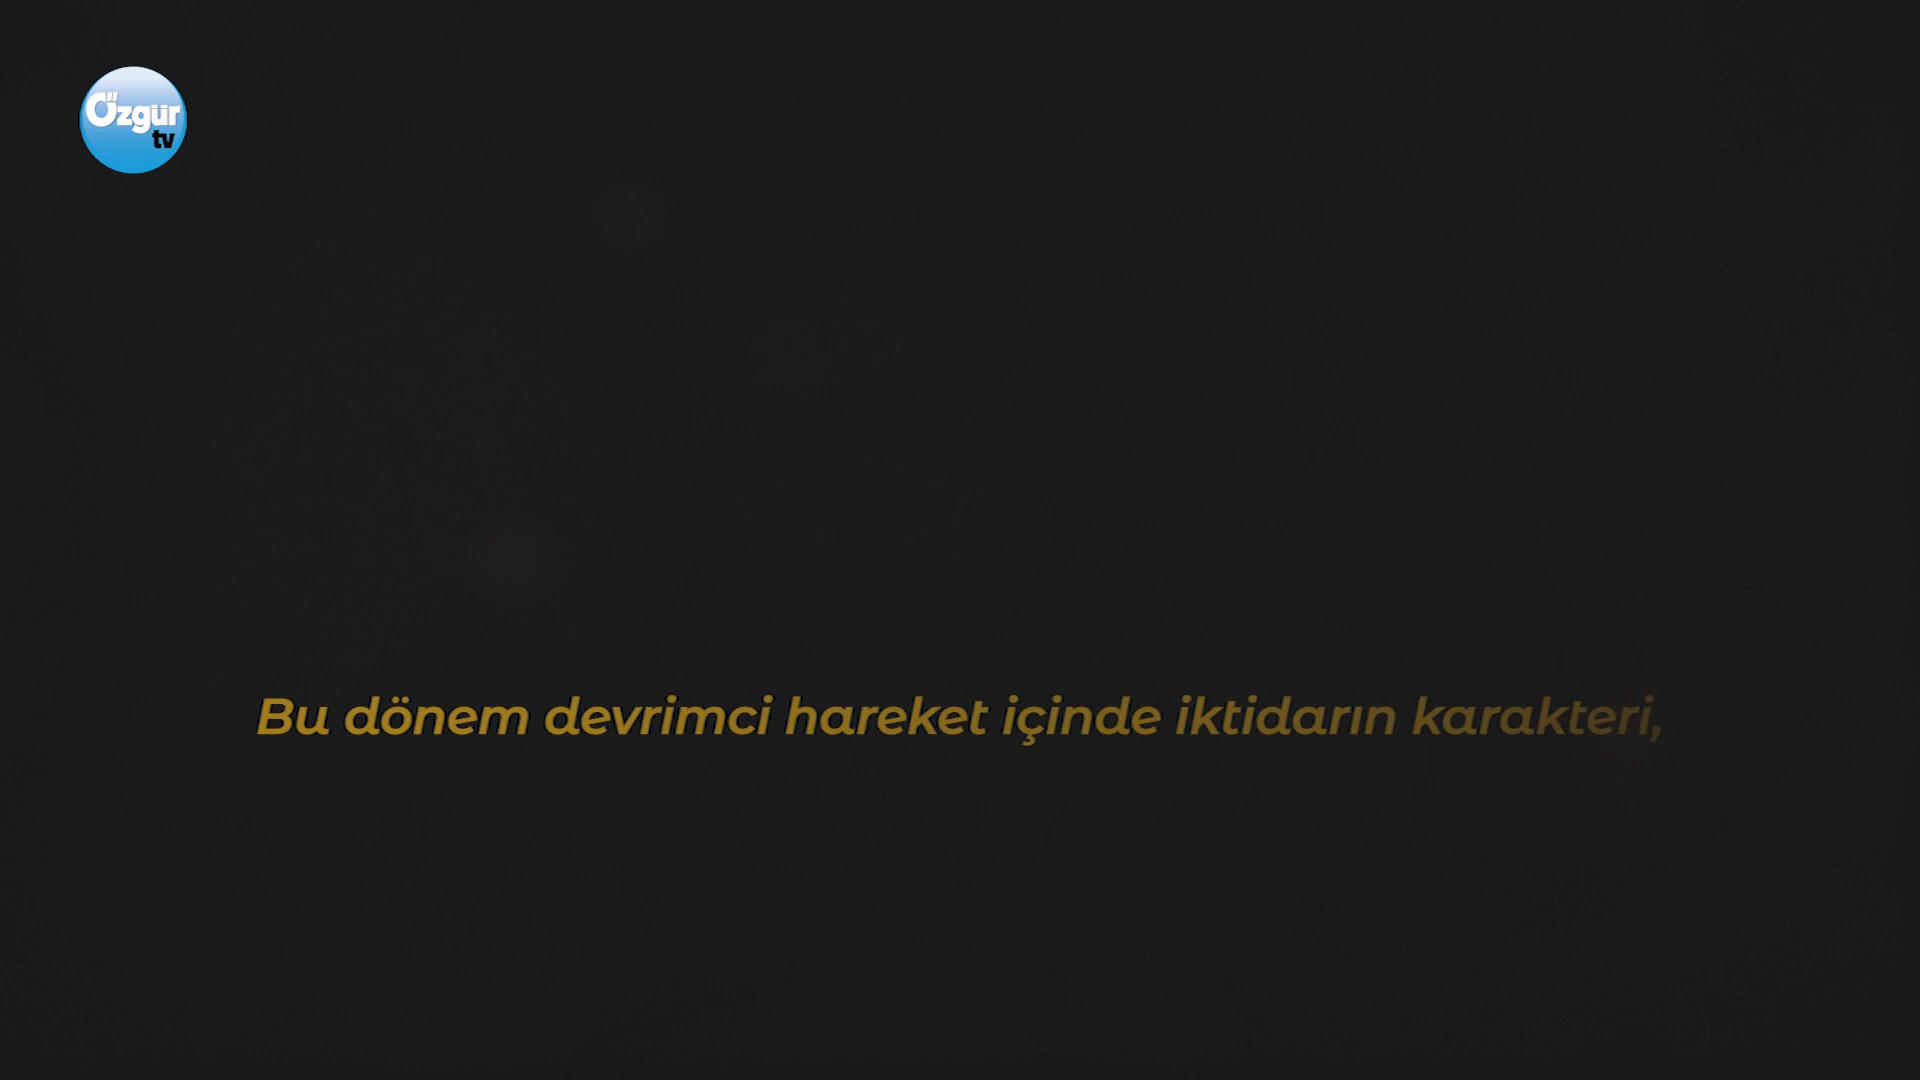 Özgür
tv
Bu dönem devrimci hareket içinde iktidarın karakteri,